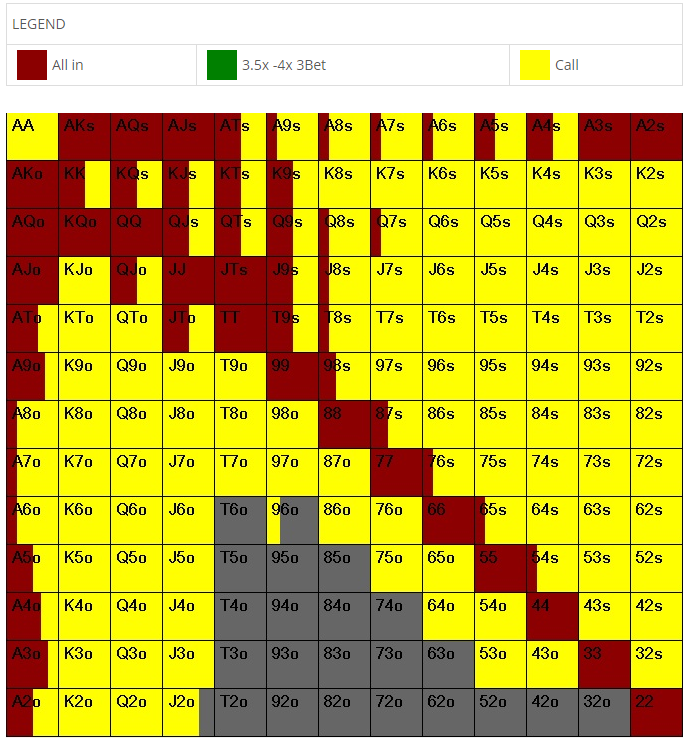 LEGEND
All in 3.5x -4x 3Bet Call
AA AKs AQs AJs ATs A9s A8s A7s A6s A5s A4s A3s A2s
AKo KK KQs KJs KTs K9s K8s K7s K6s K5s K4s K3s K2s
AQo KQo QQ QJs QTs Q9s Q8s Q7s Q6s Q5s Q4s Q3s Q2s
AJo KJo QJo JJ JTs J9s J8s J7s J6s J5s J4s J3s J2s
ATo KTo QTo JTo TT T9s T8s T7s T6s T5s T4s T3s T2s
A9o K9o Q9o J9o T9o 99 98s 97s 96s 95s 94s 93s 92s
A8o K8o Q8o J8o T8o 98o 88 87s 86s 85s 84s 83s 82s
A7o K7o Q7o J7o T7o 97o 87o 77 76s 75s 74s 73s 72s
A6o K6o Q6o J6o T6o 96o 86o 76o 66 65s 64s 63s 62s
A5o K5o Q5o J5o T5o 95o 85o 75o 65o 55 54s 53s 52s
A4o K4o Q4o J4o T4o 94o 84o 74o 64o 54o 44 43s 42s
A3o K3o Q3o J3o T3o 93o 83o 73o 63o 53o 43o 33 32s
A2o K2o Q2o J2o T2o 92o 82o 72o 62o 52o 42o 32o 22